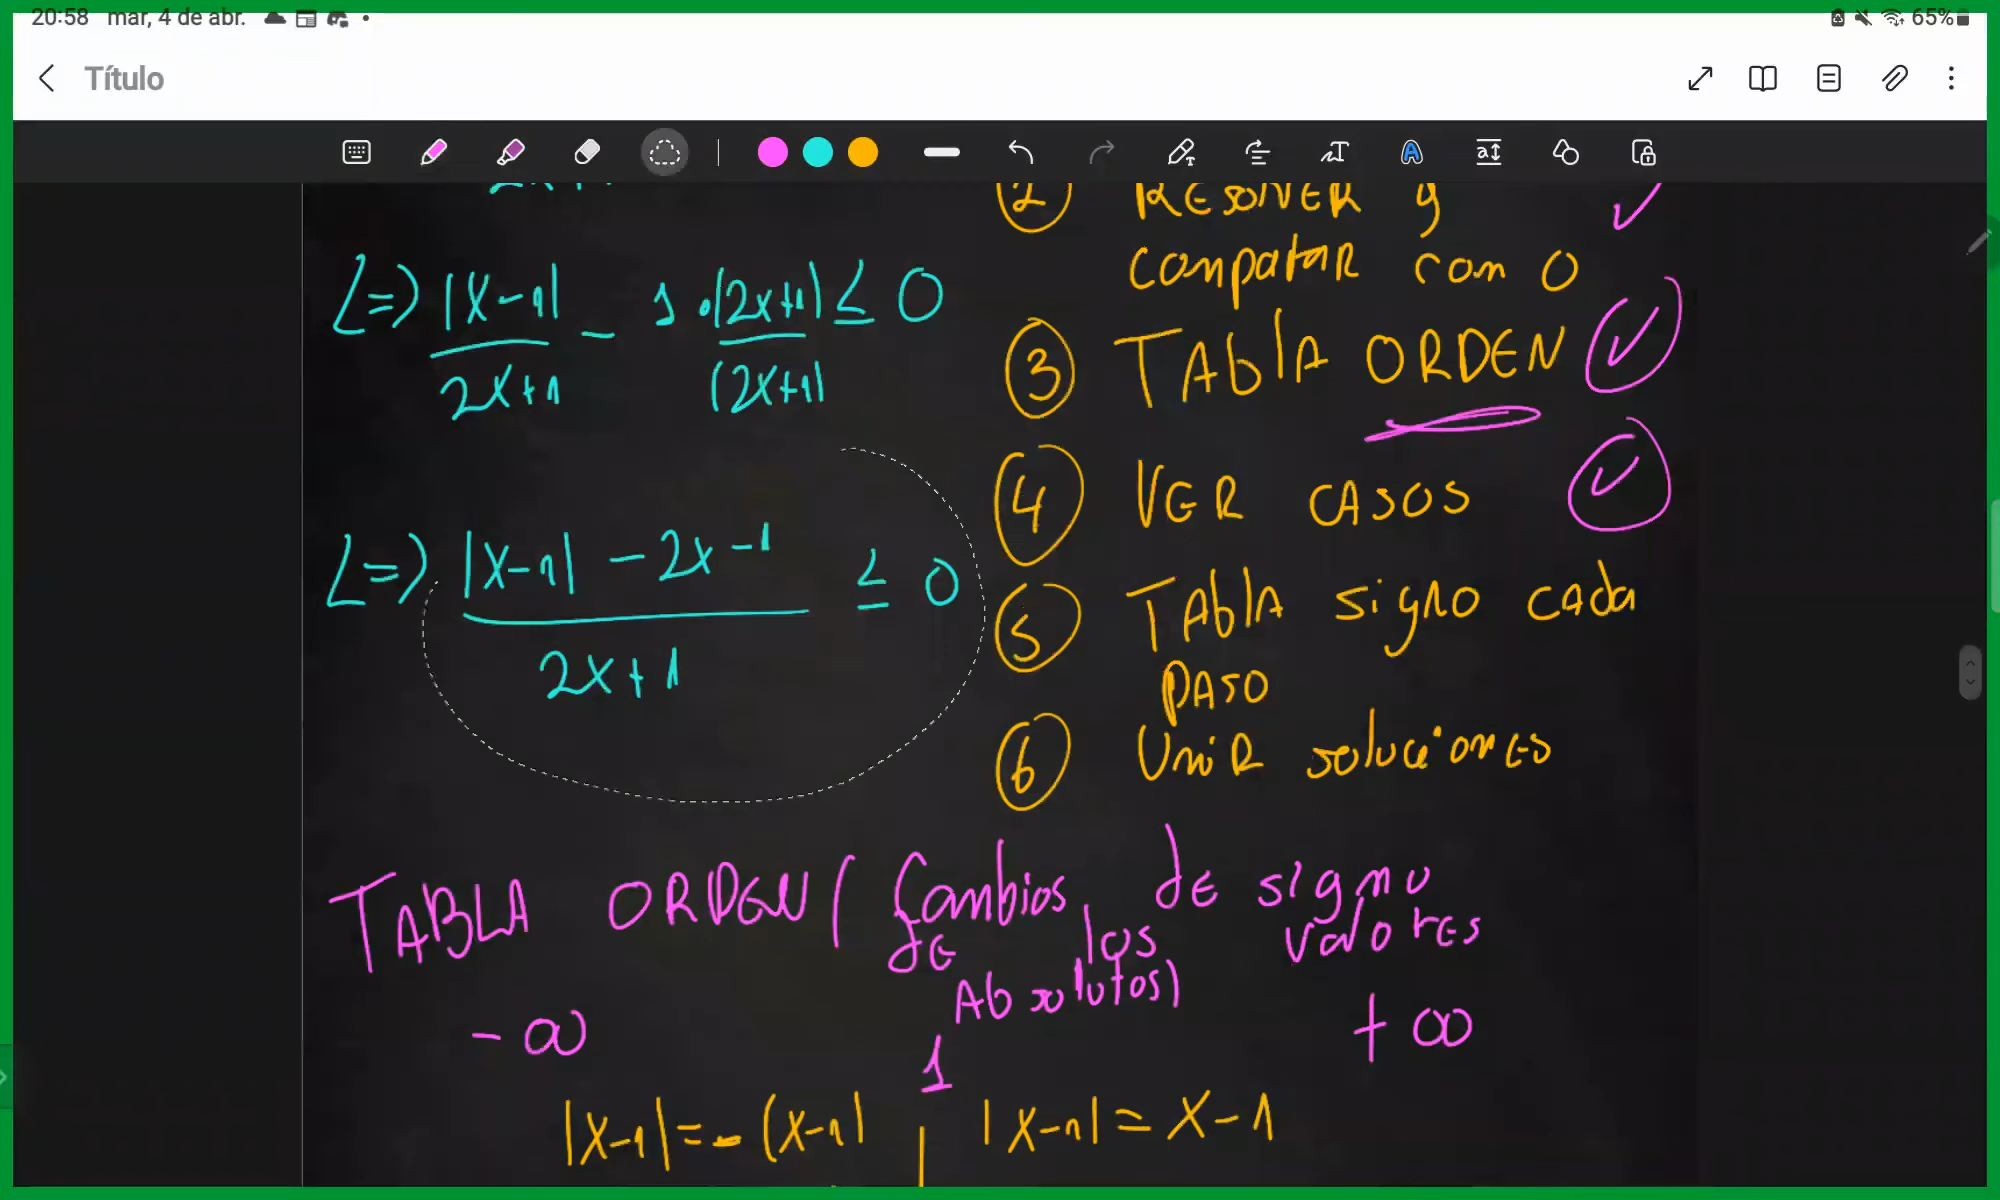 20:58 mar, 4 de abr. 65%
Título
② RESOLVER y
compatar con 0
<=> |x-1| / 2x+1 - 1·(2x+1) / (2x+1) ≤ 0
③ TAblA ORDEN
④ VER CASOS
<=> |x-1| - 2x - 1 / 2x+1 ≤ 0
⑤ TAblA signo cada
PASO
⑥ UniR soluciones
TABLA ORDEN (Cambios de signo
de los valores
Absolutos)
-∞ 1 +∞
|x-1| = -(x-1) | |x-1| = x-1